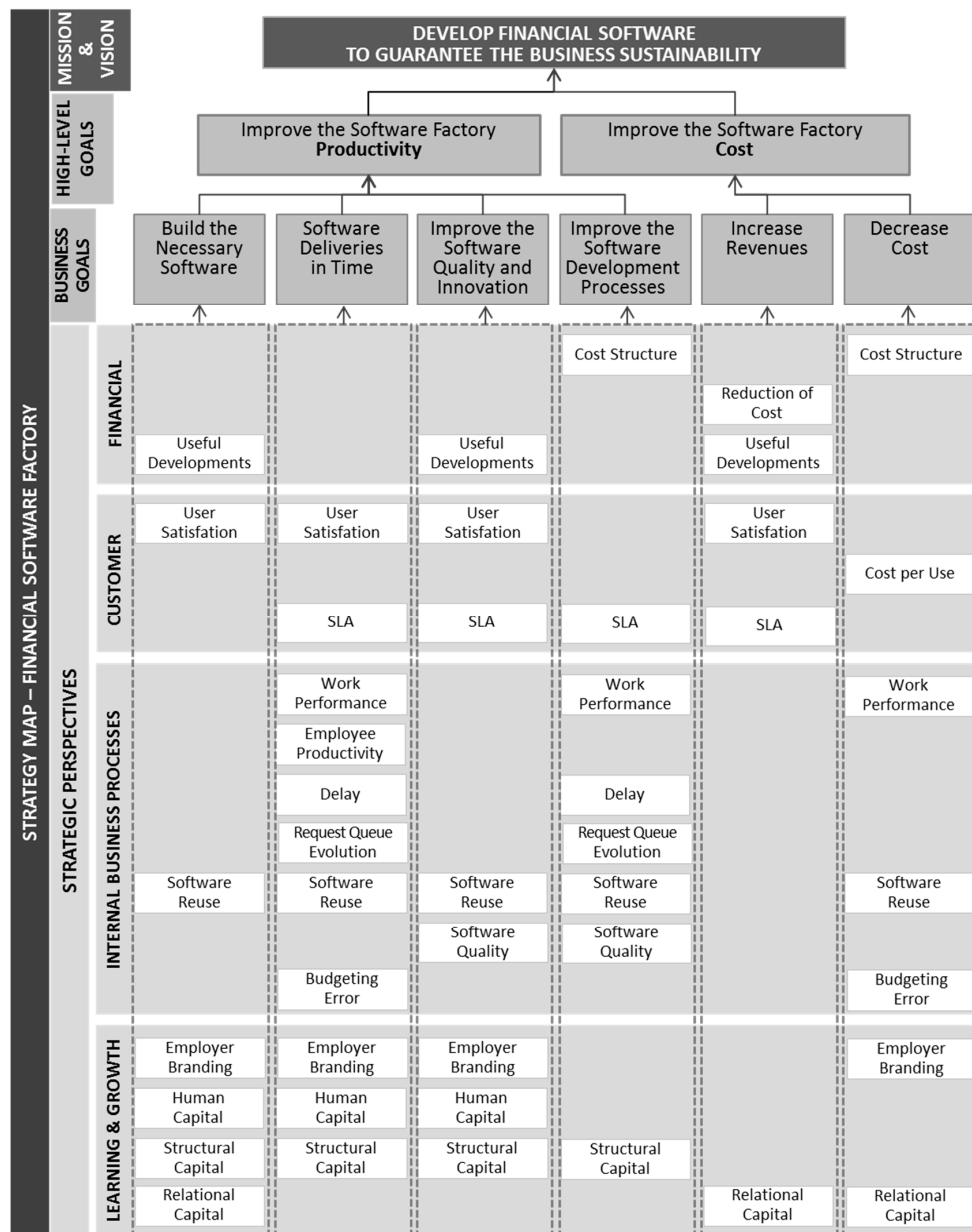 STRATEGY MAP – FINANCIAL SOFTWARE FACTORY
MISSION
&
VISION
DEVELOP FINANCIAL SOFTWARE
TO GUARANTEE THE BUSINESS SUSTAINABILITY
HIGH-LEVEL
GOALS
Improve the Software Factory
Productivity
Improve the Software Factory
Cost
BUSINESS
GOALS
Build the
Necessary
Software
Software
Deliveries
in Time
Improve the
Software
Quality and
Innovation
Improve the
Software
Development
Processes
Increase
Revenues
Decrease
Cost
STRATEGIC PERSPECTIVES
FINANCIAL
Cost Structure
Cost Structure
Reduction of
Cost
Useful
Developments
Useful
Developments
Useful
Developments
CUSTOMER
User
Satisfation
User
Satisfation
User
Satisfation
User
Satisfation
Cost per Use
SLA
SLA
SLA
SLA
INTERNAL BUSINESS PROCESSES
Work
Performance
Work
Performance
Work
Performance
Employee
Productivity
Delay
Delay
Request Queue
Evolution
Request Queue
Evolution
Software
Reuse
Software
Reuse
Software
Reuse
Software
Reuse
Software
Reuse
Software
Quality
Software
Quality
Budgeting
Error
Budgeting
Error
LEARNING & GROWTH
Employer
Branding
Employer
Branding
Employer
Branding
Employer
Branding
Human
Capital
Human
Capital
Human
Capital
Structural
Capital
Structural
Capital
Structural
Capital
Structural
Capital
Relational
Capital
Relational
Capital
Relational
Capital